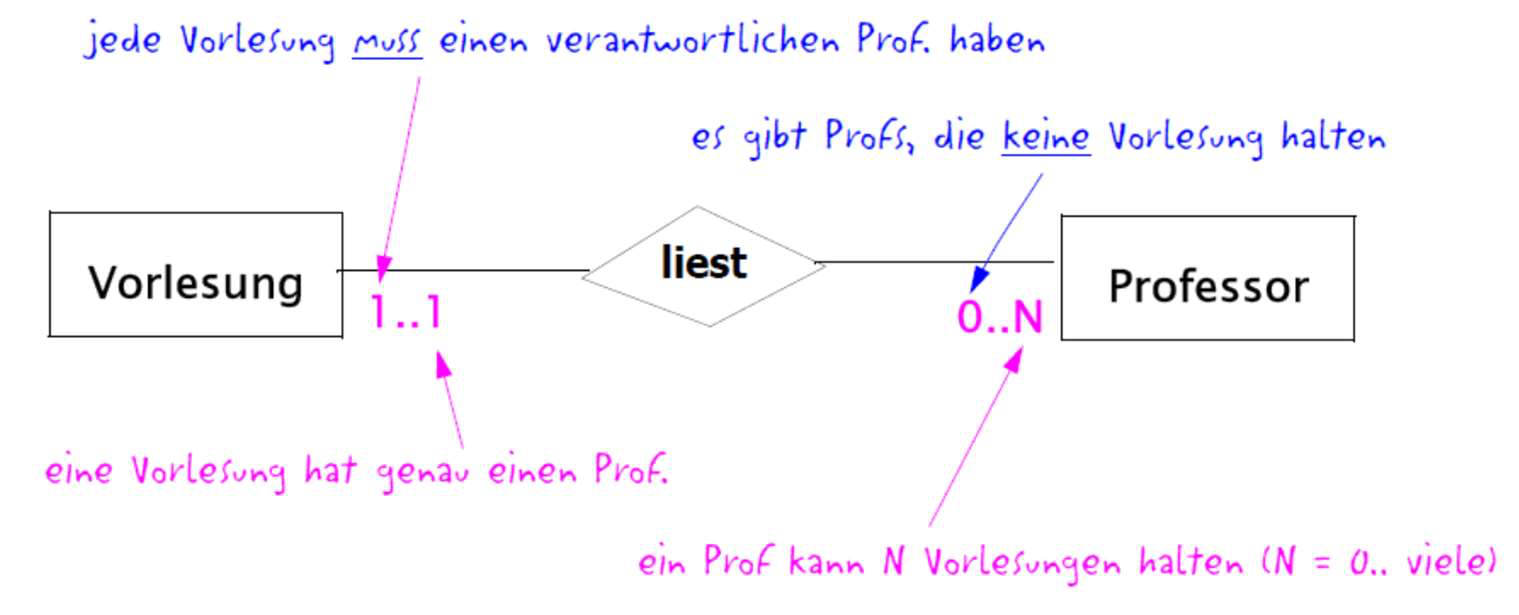 jede Vorlesung muss einen verantwortlichen Prof. haben
es gibt Profs, die keine Vorlesung halten
Vorlesung
liest
Professor
1..1
0..N
eine Vorlesung hat genau einen Prof.
ein Prof kann N Vorlesungen halten (N = 0.. viele)